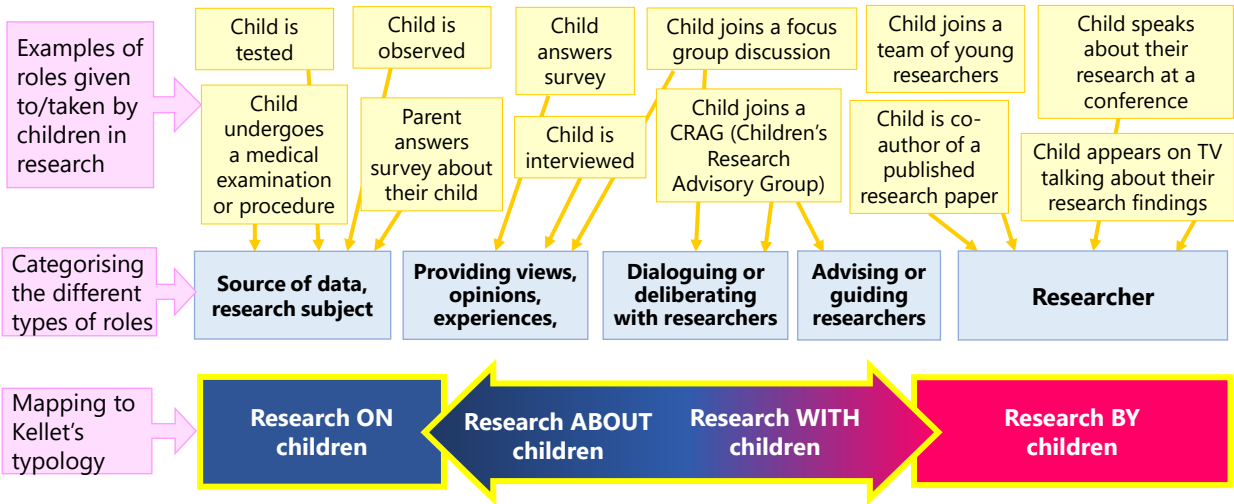 Examples of
roles given
to/taken by
children in
research
Child is
tested
Child is
observed
Child
answers
survey
Child joins a focus
group discussion
Child joins a
team of young
researchers
Child speaks
about their
research at a
conference
Child
undergoes
a medical
examination
or procedure
Parent
answers
survey about
their child
Child is
interviewed
Child joins a
CRAG (Children's
Research
Advisory Group)
Child is co-
author of a
published
research paper
Child appears on TV
talking about their
research findings
Categorising
the different
types of roles
Source of data,
research subject
Providing views,
opinions,
experiences,
Dialoguing or
deliberating
with researchers
Advising or
guiding
researchers
Researcher
Mapping to
Kellet's
typology
Research ON
children
Research ABOUT
children
Research WITH
children
Research BY
children